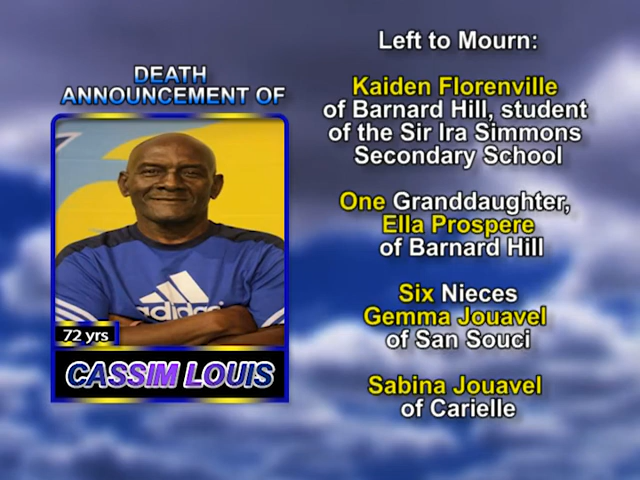 DEATH
ANNOUNCEMENT OF
adidas
72 yrs
CASSIM LOUIS
Left to Mourn:
Kaiden Florenville
of Barnard Hill, student
of the Sir Ira Simmons
Secondary School
One Granddaughter,
Ella Prospere
of Barnard Hill
Six Nieces
Gemma Jouavel
of San Souci
Sabina Jouavel
of Carielle